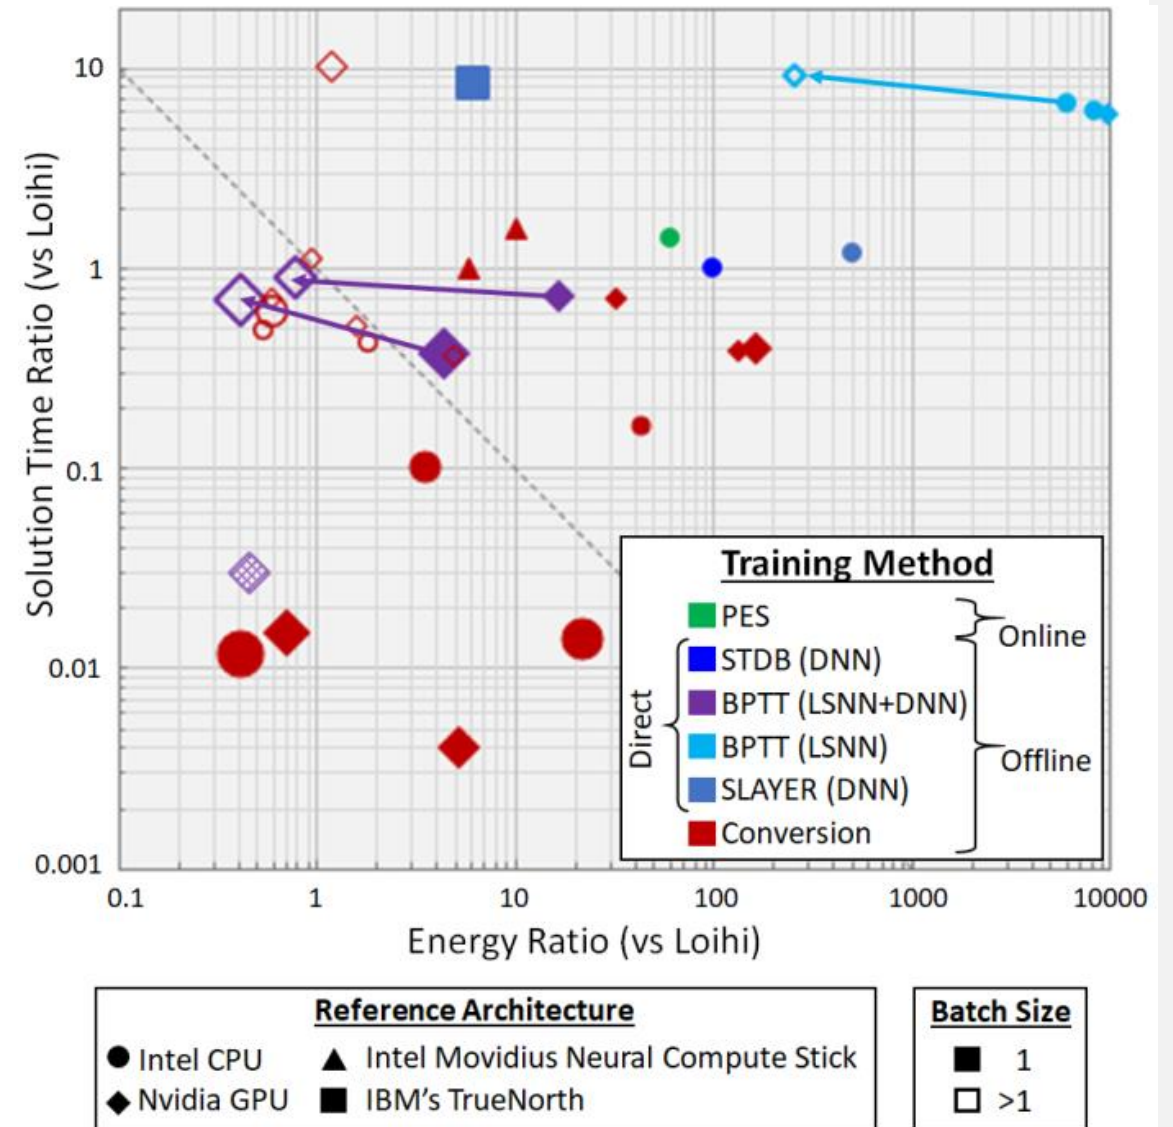 Solution Time Ratio (vs Loihi)
10
1
0.1
0.01
0.001
0.1
1
10
100
1000
10000
Energy Ratio (vs Loihi)
Training Method
PES
STDB (DNN)
BPTT (LSNN+DNN)
BPTT (LSNN)
SLAYER (DNN)
Conversion
Direct
Online
Offline
Reference Architecture
Intel CPU
Intel Movidius Neural Compute Stick
Nvidia GPU
IBM's TrueNorth
Batch Size
1
>1